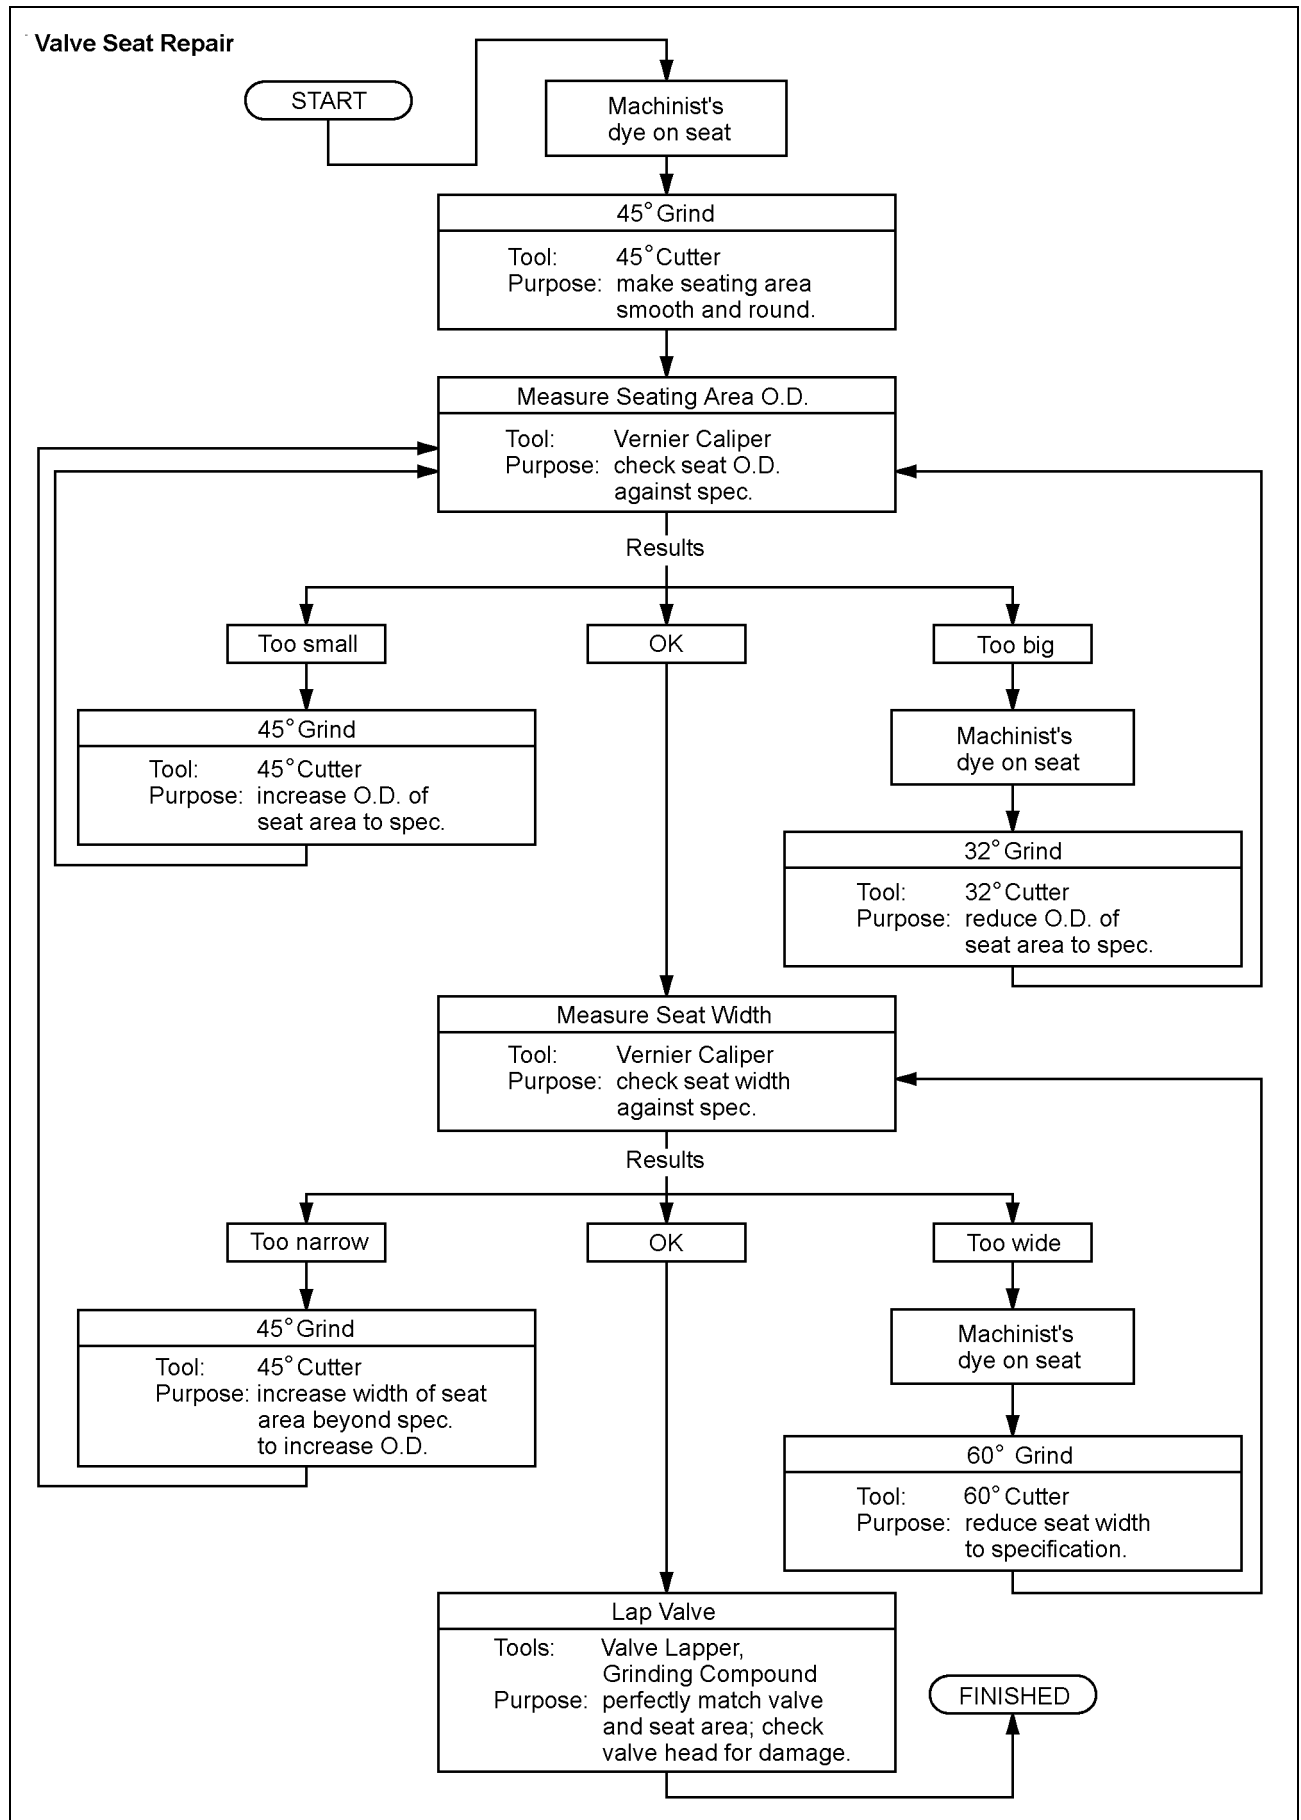 Valve Seat Repair
START
Machinist's
dye on seat
45° Grind
Tool: 45° Cutter
Purpose: make seating area
smooth and round.
Measure Seating Area O.D.
Tool: Vernier Caliper
Purpose: check seat O.D.
against spec.
Results
Too small
OK
Too big
45° Grind
Tool: 45° Cutter
Purpose: increase O.D. of
seat area to spec.
Machinist's
dye on seat
32° Grind
Tool: 32° Cutter
Purpose: reduce O.D. of
seat area to spec.
Measure Seat Width
Tool: Vernier Caliper
Purpose: check seat width
against spec.
Results
Too narrow
OK
Too wide
45° Grind
Tool: 45° Cutter
Purpose: increase width of seat
area beyond spec.
to increase O.D.
Machinist's
dye on seat
60° Grind
Tool: 60° Cutter
Purpose: reduce seat width
to specification.
Lap Valve
Tools: Valve Lapper,
Grinding Compound
Purpose: perfectly match valve
and seat area; check
valve head for damage.
FINISHED